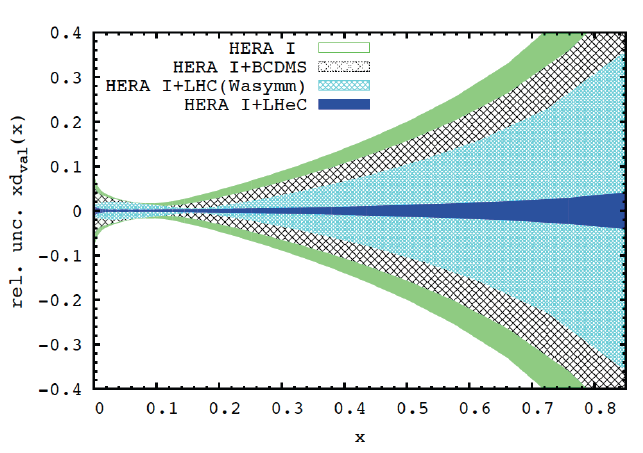 0.4
0.3
0.2
0.1
0
-0.1
-0.2
-0.3
-0.4
rel. unc. xd_val(x)
HERA I
HERA I+BCDMS
HERA I+LHC(Wasymm)
HERA I+LHeC
0 0.1 0.2 0.3 0.4 0.5 0.6 0.7 0.8
x